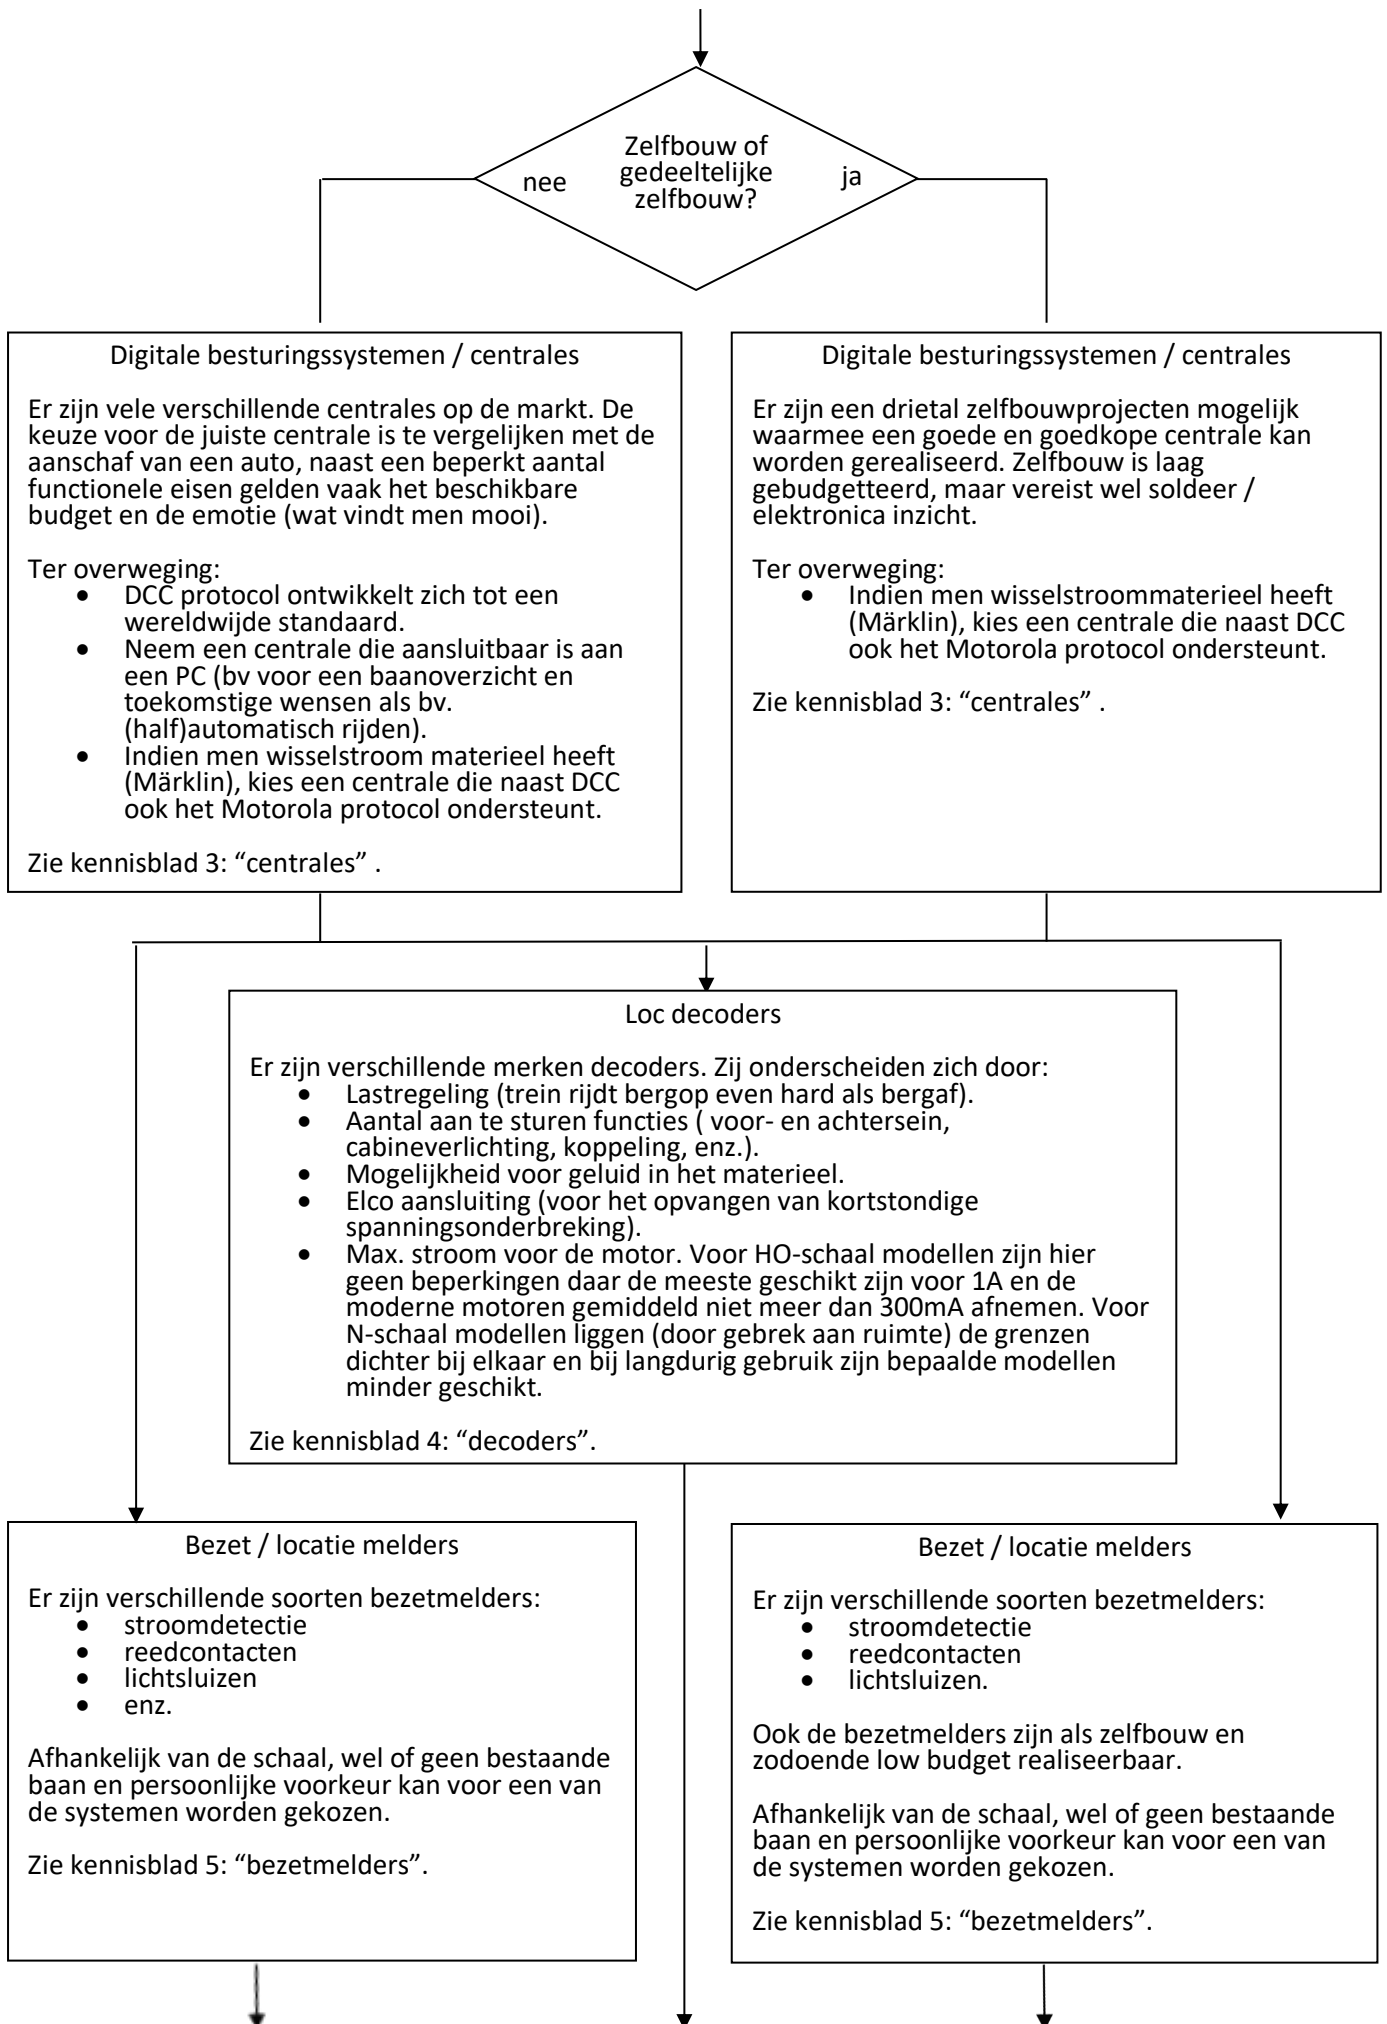 Zelfbouw of
gedeeltelijke
zelfbouw?
nee
ja
Digitale besturingssystemen / centrales
Er zijn vele verschillende centrales op de markt. De
keuze voor de juiste centrale is te vergelijken met de
aanschaf van een auto, naast een beperkt aantal
functionele eisen gelden vaak het beschikbare
budget en de emotie (wat vindt men mooi).
Ter overweging:
• DCC protocol ontwikkelt zich tot een
wereldwijde standaard.
• Neem een centrale die aansluitbaar is aan
een PC (bv voor een baanoverzicht en
toekomstige wensen als bv.
(half)automatisch rijden).
• Indien men wisselstroom materieel heeft
(Märklin), kies een centrale die naast DCC
ook het Motorola protocol ondersteunt.
Zie kennisblad 3: “centrales” .
Digitale besturingssystemen / centrales
Er zijn een drietal zelfbouwprojecten mogelijk
waarmee een goede en goedkope centrale kan
worden gerealiseerd. Zelfbouw is laag
gebudgetteerd, maar vereist wel soldeer /
elektronica inzicht.
Ter overweging:
• Indien men wisselstroommaterieel heeft
(Märklin), kies een centrale die naast DCC
ook het Motorola protocol ondersteunt.
Zie kennisblad 3: “centrales” .
Loc decoders
Er zijn verschillende merken decoders. Zij onderscheiden zich door:
• Lastregeling (trein rijdt bergop even hard als bergaf).
• Aantal aan te sturen functies ( voor- en achtersein,
cabineverlichting, koppeling, enz.).
• Mogelijkheid voor geluid in het materieel.
• Elco aansluiting (voor het opvangen van kortstondige
spanningsonderbreking).
• Max. stroom voor de motor. Voor HO-schaal modellen zijn hier
geen beperkingen daar de meeste geschikt zijn voor 1A en de
moderne motoren gemiddeld niet meer dan 300mA afnemen. Voor
N-schaal modellen liggen (door gebrek aan ruimte) de grenzen
dichter bij elkaar en bij langdurig gebruik zijn bepaalde modellen
minder geschikt.
Zie kennisblad 4: “decoders”.
Bezet / locatie melders
Er zijn verschillende soorten bezetmelders:
• stroomdetectie
• reedcontacten
• lichtsluizen
• enz.
Afhankelijk van de schaal, wel of geen bestaande
baan en persoonlijke voorkeur kan voor een van
de systemen worden gekozen.
Zie kennisblad 5: “bezetmelders”.
Bezet / locatie melders
Er zijn verschillende soorten bezetmelders:
• stroomdetectie
• reedcontacten
• lichtsluizen.
Ook de bezetmelders zijn als zelfbouw en
zodoende low budget realiseerbaar.
Afhankelijk van de schaal, wel of geen bestaande
baan en persoonlijke voorkeur kan voor een van
de systemen worden gekozen.
Zie kennisblad 5: “bezetmelders”.